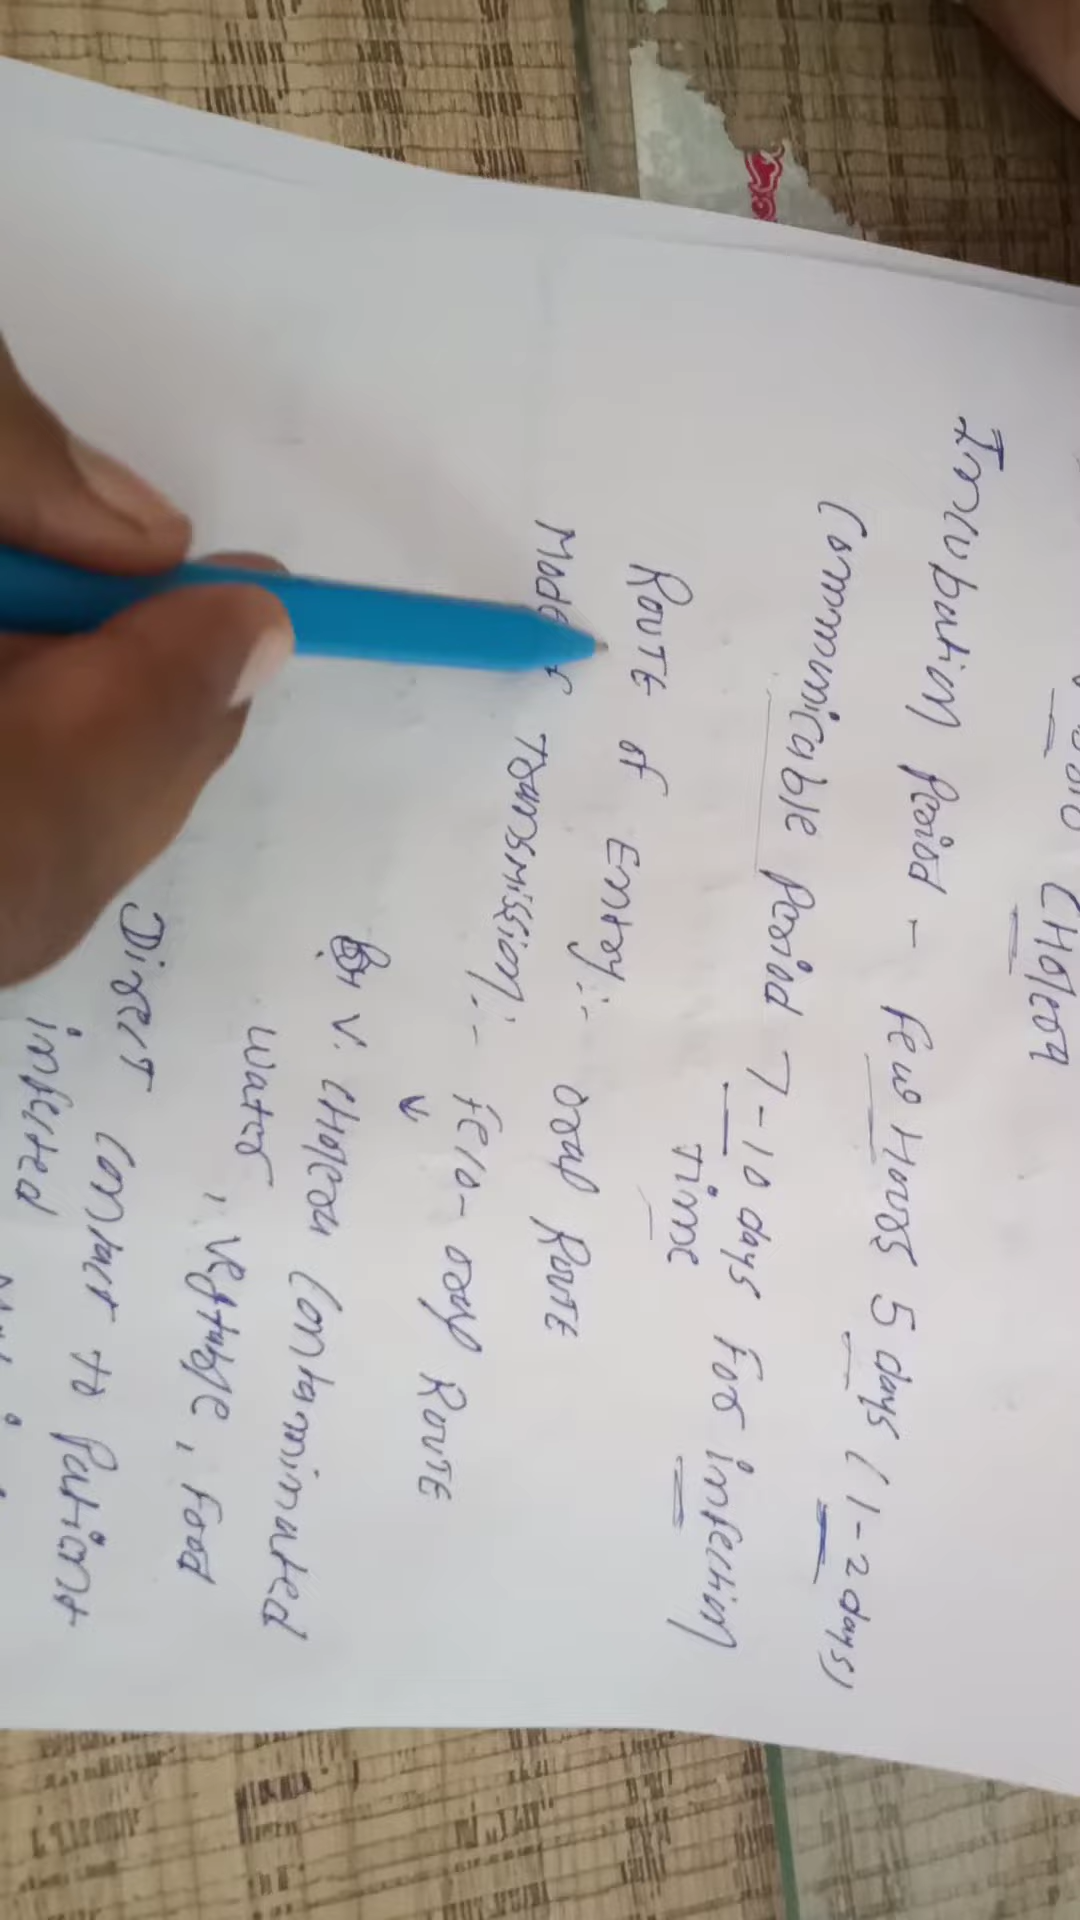 Cholera
Incubation Period - few Hours 5 days (1-2 days)
Communicable Period 7-10 days For infection
Time
Route of Entry:- oral Route
Mode of Transmission:- feco-oral Route
By V. Cholera Contaminated
water, Vegtable, Food
Direct Contact to Patient
infected